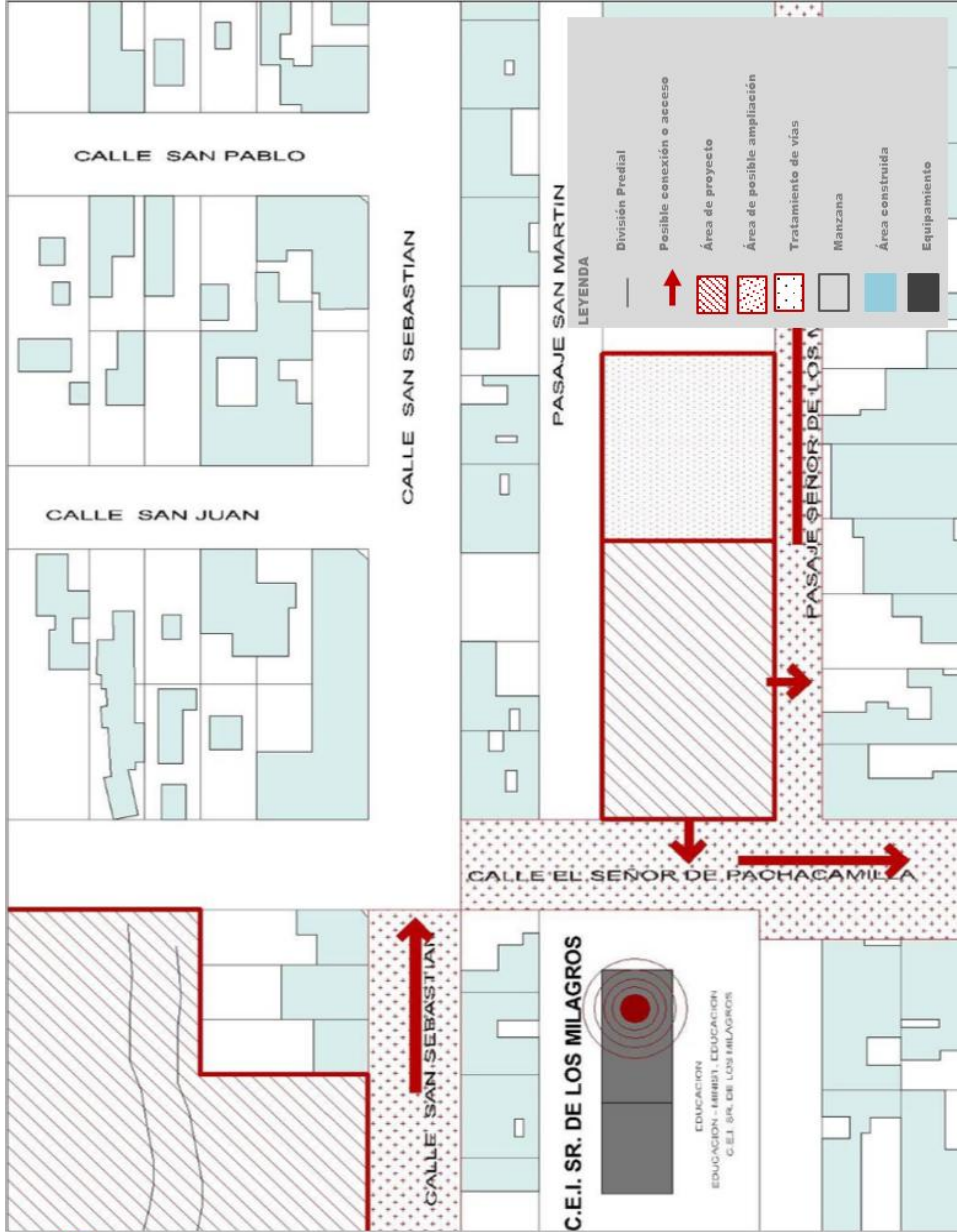 CALLE SAN PABLO
CALLE SAN SEBASTIAN
PASAJE SAN MARTIN
LEYENDA
División Predial
Posible conexión o acceso
Área de proyecto
Área de posible ampliación
Tratamiento de vías
Manzana
Área construida
Equipamiento
CALLE SAN JUAN
PASAJE SEÑOR DE LOS
CALLE EL SEÑOR DE PACHACAMILLA
CALLE SAN SEBASTIAN
C.E.I. SR. DE LOS MILAGROS
EDUCACION
EDUCACION - MINIST. EDUCACION
C.E.I. SR. DE LOS MILAGROS